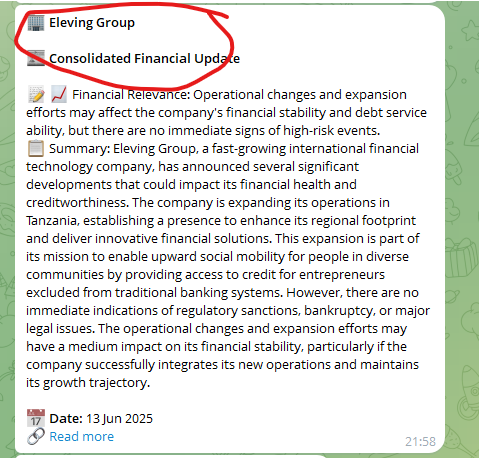 Eleving Group
Consolidated Financial Update
Financial Relevance: Operational changes and expansion
efforts may affect the company's financial stability and debt service
ability, but there are no immediate signs of high-risk events.
Summary: Eleving Group, a fast-growing international financial
technology company, has announced several significant
developments that could impact its financial health and
creditworthiness. The company is expanding its operations in
Tanzania, establishing a presence to enhance its regional footprint
and deliver innovative financial solutions. This expansion is part of
its mission to enable upward social mobility for people in diverse
communities by providing access to credit for entrepreneurs
excluded from traditional banking systems. However, there are no
immediate indications of regulatory sanctions, bankruptcy, or major
legal issues. The operational changes and expansion efforts may
have a medium impact on its financial stability, particularly if the
company successfully integrates its new operations and maintains
its growth trajectory.
17 Date: 13 Jun 2025
Read more
21:58